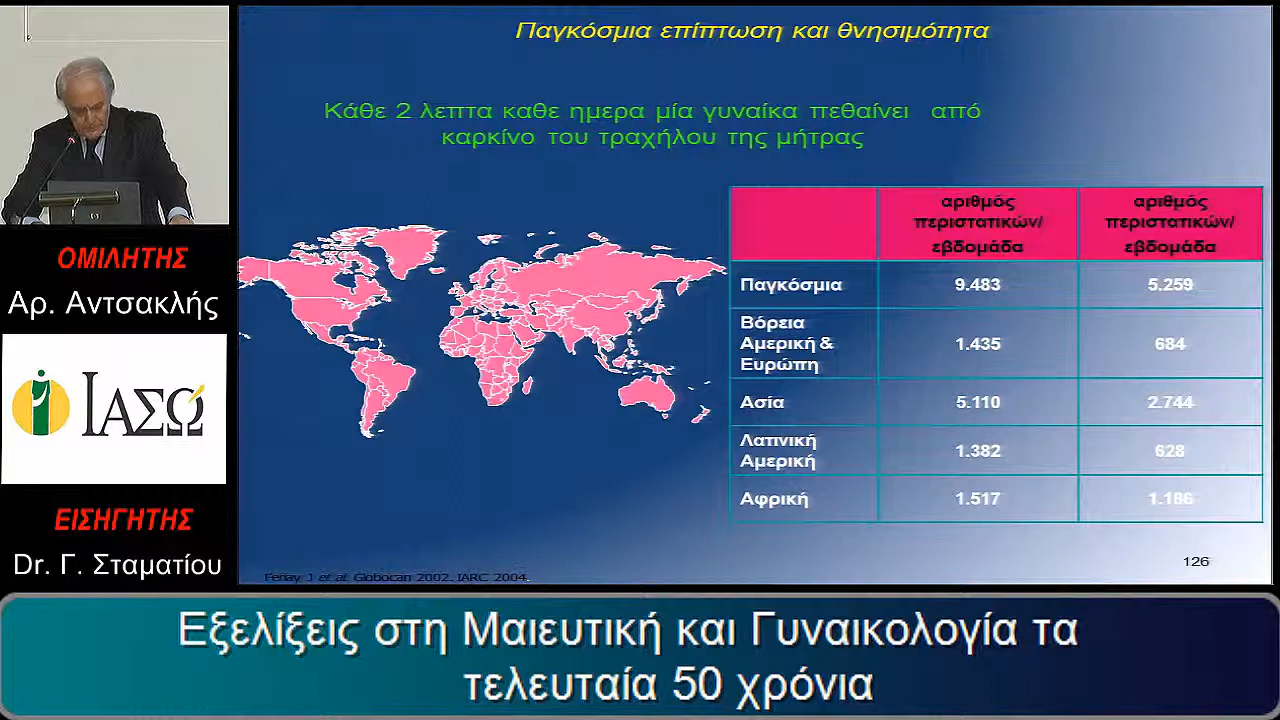 Παγκόσμια επίπτωση και θνησιμότητα
Κάθε 2 λεπτα καθε ημερα μία γυναίκα πεθαίνει από
καρκίνο του τραχήλου της μήτρας
αριθμός
περιστατικών/
εβδομάδα
αριθμός
περιστατικών/
εβδομάδα
Παγκόσμια 9.483 5.259
Βόρεια
Αμερική &
Ευρώπη
1.435 684
Ασία 5.110 2.744
Λατινική
Αμερική
1.382 628
Αφρική 1.517 1.186
126
Ferlay J et al. Globocan 2002. IARC 2004.
ΟΜΙΛΗΤΗΣ
Αρ. Αντσακλής
ΙΑΣΩ
ΕΙΣΗΓΗΤΗΣ
Dr. Γ. Σταματίου
Εξελίξεις στη Μαιευτική και Γυναικολογία τα
τελευταία 50 χρόνια